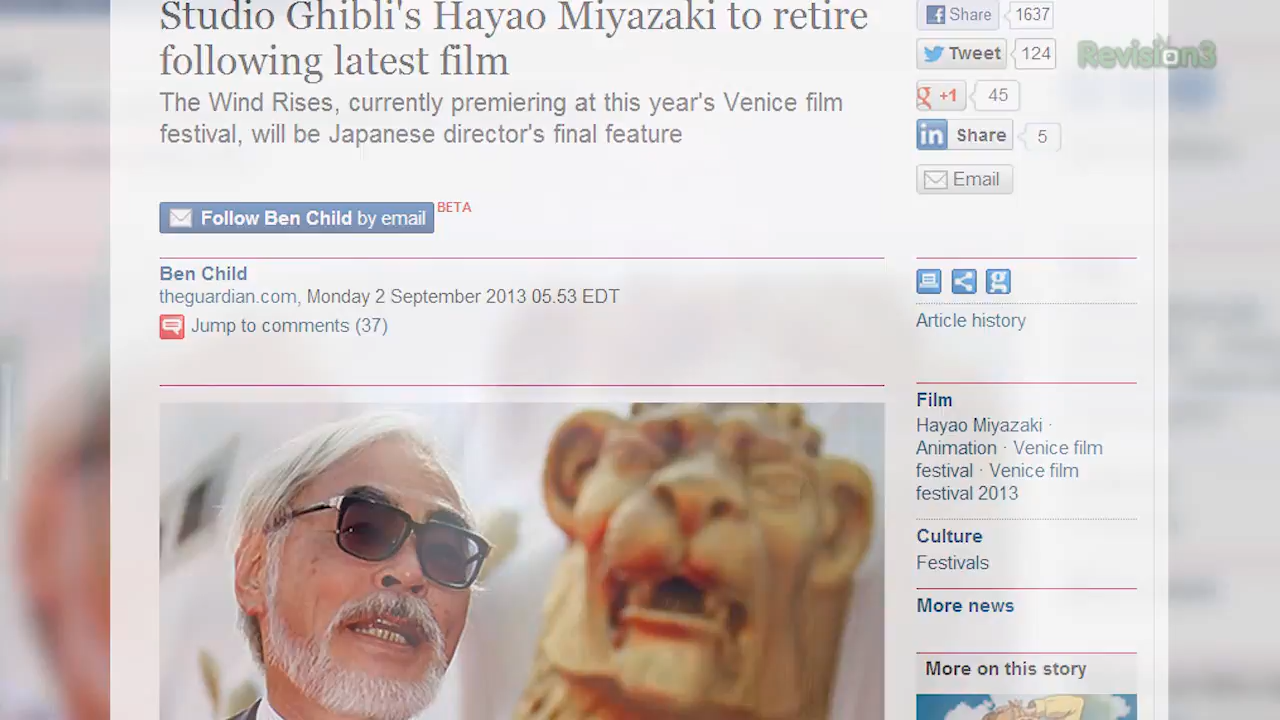 Studio Ghibli's Hayao Miyazaki to retire
following latest film
The Wind Rises, currently premiering at this year's Venice film
festival, will be Japanese director's final feature
Follow Ben Child by email
BETA
Ben Child
theguardian.com, Monday 2 September 2013 05.53 EDT
Jump to comments (37)
f Share 1637
Tweet 124
g +1 45
in Share 5
Email
Revision3
g
Article history
Film
Hayao Miyazaki ·
Animation · Venice film
festival · Venice film
festival 2013
Culture
Festivals
More news
More on this story